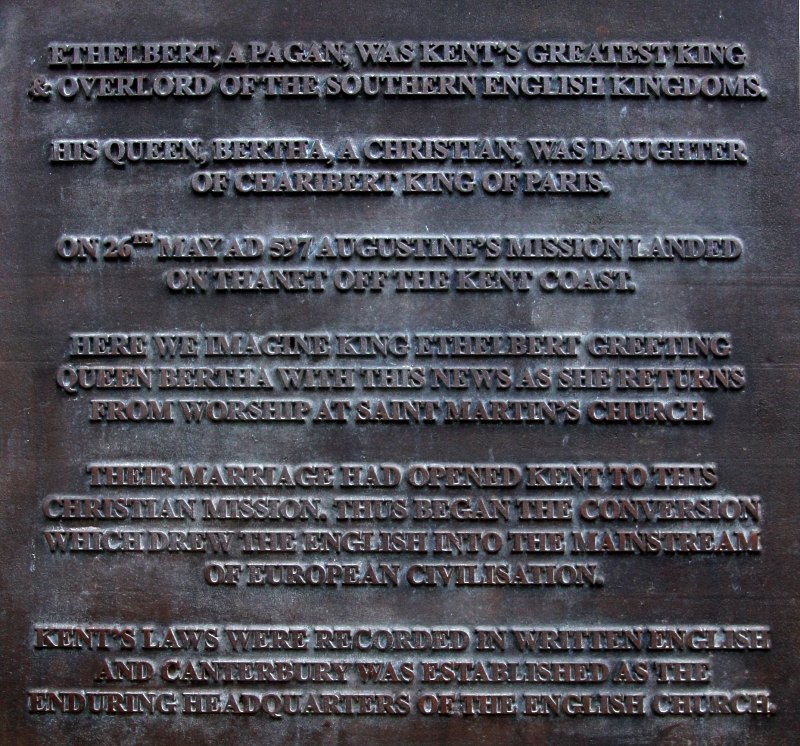 ETHELBERT, A PAGAN, WAS KENT'S GREATEST KING
& OVERLORD OF THE SOUTHERN ENGLISH KINGDOMS.
HIS QUEEN, BERTHA, A CHRISTIAN, WAS DAUGHTER
OF CHARIBERT KING OF PARIS.
ON 26TH MAY AD 597 AUGUSTINE'S MISSION LANDED
ON THANET OFF THE KENT COAST.
HERE WE IMAGINE KING ETHELBERT GREETING
QUEEN BERTHA WITH THIS NEWS AS SHE RETURNS
FROM WORSHIP AT SAINT MARTIN'S CHURCH.
THEIR MARRIAGE HAD OPENED KENT TO THIS
CHRISTIAN MISSION. THUS BEGAN THE CONVERSION
WHICH DREW THE ENGLISH INTO THE MAINSTREAM
OF EUROPEAN CIVILISATION.
KENT'S LAWS WERE RECORDED IN WRITTEN ENGLISH
AND CANTERBURY WAS ESTABLISHED AS THE
ENDURING HEADQUARTERS OF THE ENGLISH CHURCH.